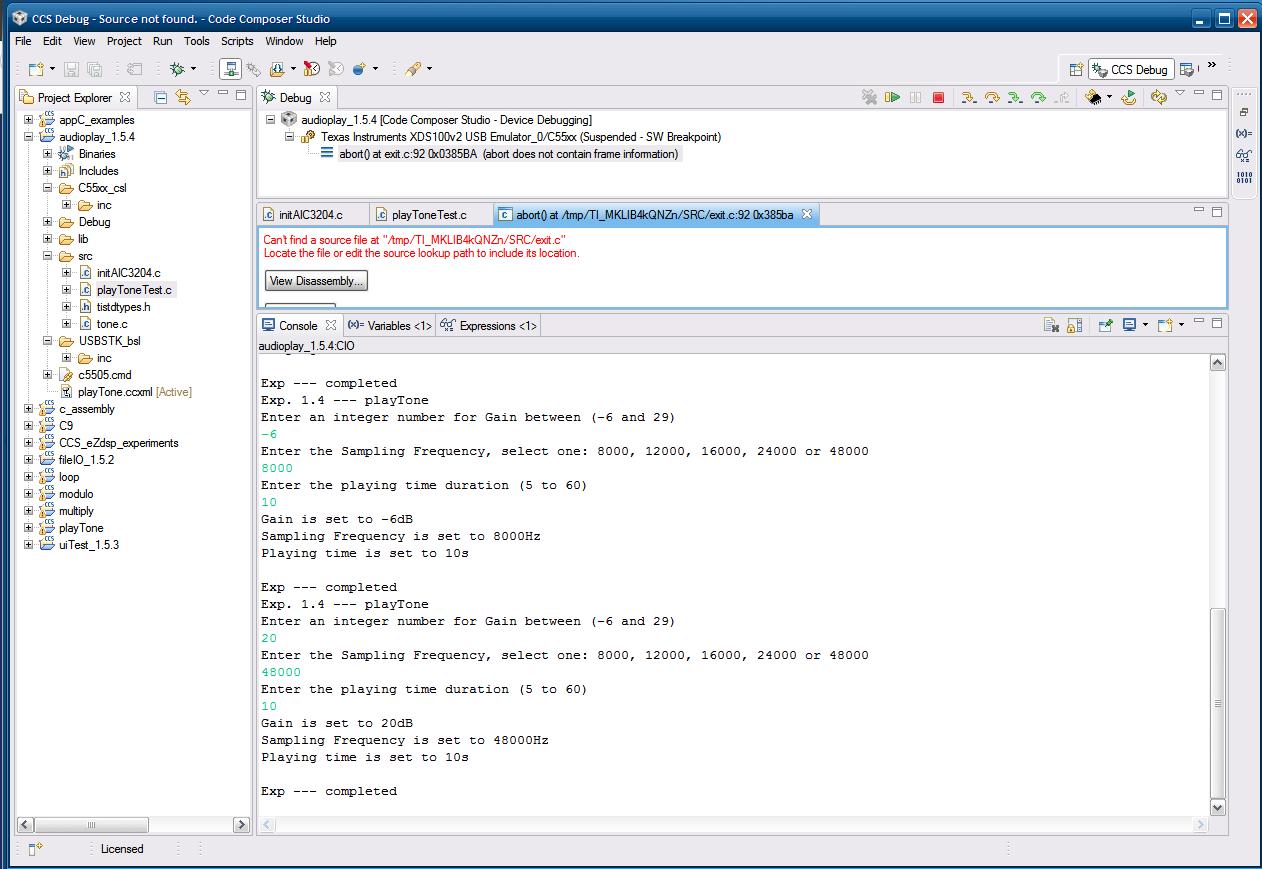 CCS Debug - Source not found. - Code Composer Studio
File Edit View Project Run Tools Scripts Window Help
CCS Debug
Project Explorer
appC_examples
audioplay_1.5.4
Binaries
Includes
C55xx_csl
inc
Debug
lib
src
initAIC3204.c
playToneTest.c
tistdtypes.h
tone.c
USBSTK_bsl
inc
c5505.cmd
playTone.ccxml [Active]
c_assembly
C9
CCS_eZdsp_experiments
fileIO_1.5.2
loop
modulo
multiply
playTone
uiTest_1.5.3
Debug
audioplay_1.5.4 [Code Composer Studio - Device Debugging]
Texas Instruments XDS100v2 USB Emulator_0/C55xx (Suspended - SW Breakpoint)
abort() at exit.c:92 0x0385BA (abort does not contain frame information)
initAIC3204.c
playToneTest.c
abort() at /tmp/TI_MKLIB4kQNZn/SRC/exit.c:92 0x385ba
Can't find a source file at "/tmp/TI_MKLIB4kQNZn/SRC/exit.c"
Locate the file or edit the source lookup path to include its location.
View Disassembly...
Console
(x)= Variables <1>
Expressions <1>
audioplay_1.5.4:CIO
Exp --- completed
Exp. 1.4 --- playTone
Enter an integer number for Gain between (-6 and 29)
-6
Enter the Sampling Frequency, select one: 8000, 12000, 16000, 24000 or 48000
8000
Enter the playing time duration (5 to 60)
10
Gain is set to -6dB
Sampling Frequency is set to 8000Hz
Playing time is set to 10s
Exp --- completed
Exp. 1.4 --- playTone
Enter an integer number for Gain between (-6 and 29)
20
Enter the Sampling Frequency, select one: 8000, 12000, 16000, 24000 or 48000
48000
Enter the playing time duration (5 to 60)
10
Gain is set to 20dB
Sampling Frequency is set to 48000Hz
Playing time is set to 10s
Exp --- completed
(x)=
1010
0101
Licensed